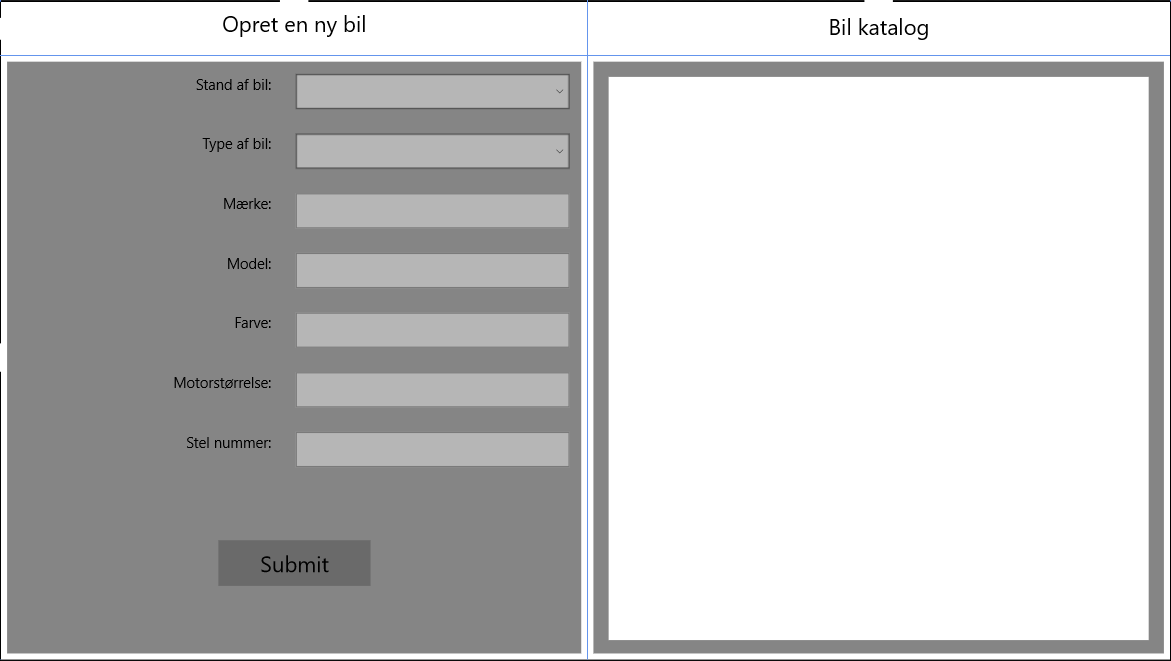 Opret en ny bil
Bil katalog
Stand af bil:
Type af bil:
Mærke:
Model:
Farve:
Motorstørrelse:
Stel nummer:
Submit